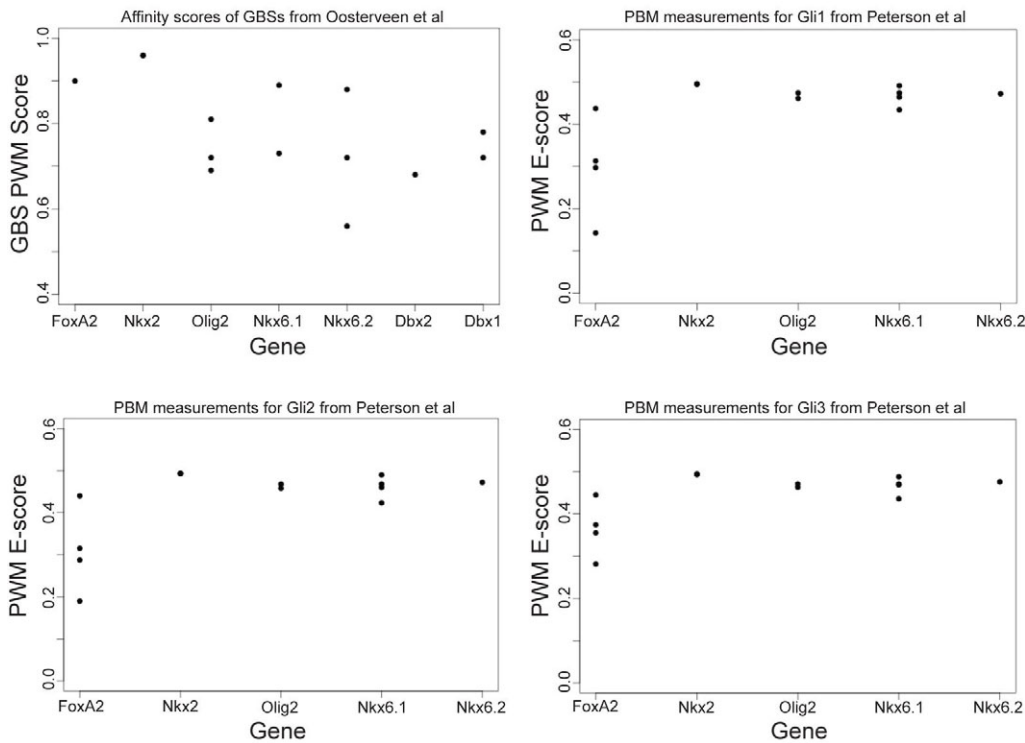 Affinity scores of GBSs from Oosterveen et al
GBS PWM Score
1.0
0.8
0.6
0.4
FoxA2 Nkx2 Olig2 Nkx6.1 Nkx6.2 Dbx2 Dbx1
Gene
PBM measurements for Gli1 from Peterson et al
PWM E-score
0.6
0.4
0.2
0.0
FoxA2 Nkx2 Olig2 Nkx6.1 Nkx6.2
Gene
PBM measurements for Gli2 from Peterson et al
PWM E-score
0.6
0.4
0.2
0.0
FoxA2 Nkx2 Olig2 Nkx6.1 Nkx6.2
Gene
PBM measurements for Gli3 from Peterson et al
PWM E-score
0.6
0.4
0.2
0.0
FoxA2 Nkx2 Olig2 Nkx6.1 Nkx6.2
Gene